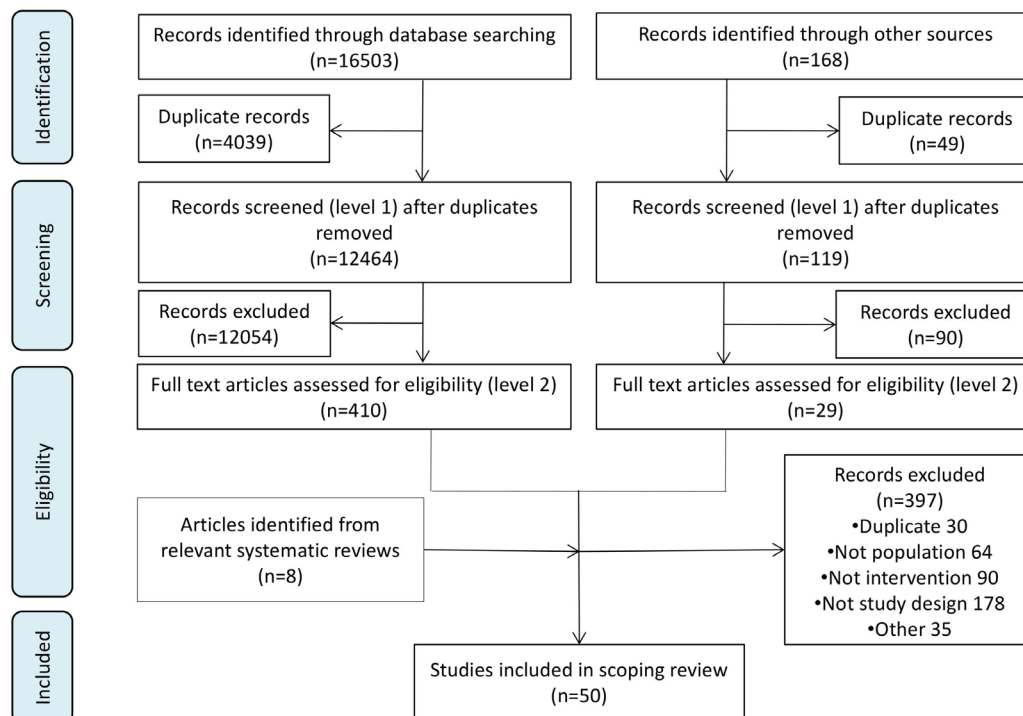 Identification
Records identified through database searching
(n=16503)
Records identified through other sources
(n=168)
Duplicate records
(n=4039)
Duplicate records
(n=49)
Screening
Records screened (level 1) after duplicates
removed
(n=12464)
Records screened (level 1) after duplicates
removed
(n=119)
Records excluded
(n=12054)
Records excluded
(n=90)
Eligibility
Full text articles assessed for eligibility (level 2)
(n=410)
Full text articles assessed for eligibility (level 2)
(n=29)
Articles identified from
relevant systematic reviews
(n=8)
Records excluded
(n=397)
•Duplicate 30
•Not population 64
•Not intervention 90
•Not study design 178
•Other 35
Included
Studies included in scoping review
(n=50)